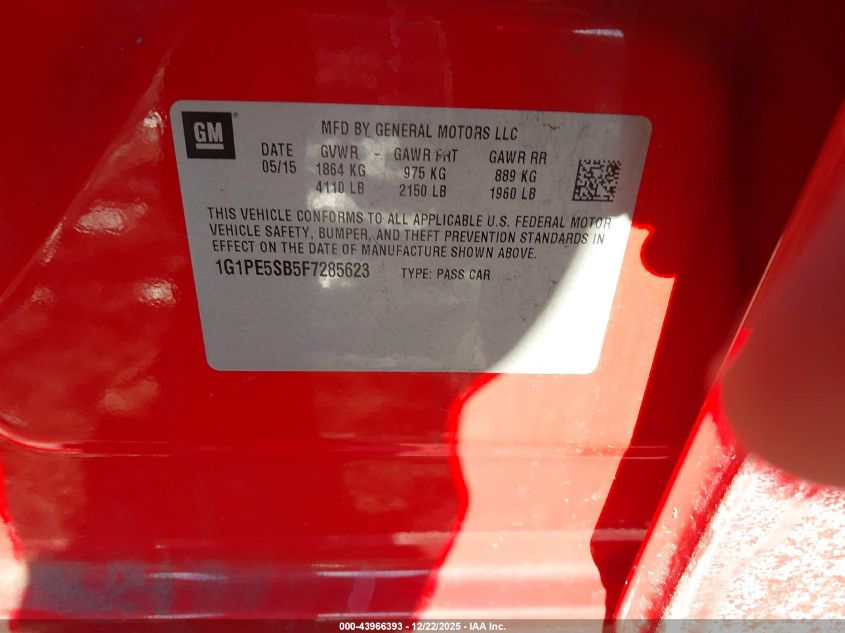 GM
MFD BY GENERAL MOTORS LLC
DATE GVWR GAWR FRT GAWR RR
05/15 1864 KG 975 KG 889 KG
4110 LB 2150 LB 1960 LB
THIS VEHICLE CONFORMS TO ALL APPLICABLE U.S. FEDERAL MOTOR
VEHICLE SAFETY, BUMPER, AND THEFT PREVENTION STANDARDS IN
EFFECT ON THE DATE OF MANUFACTURE SHOWN ABOVE.
1G1PE5SB5F7285623 TYPE: PASS CAR
000-43966393 - 12/22/2025 - IAA Inc.